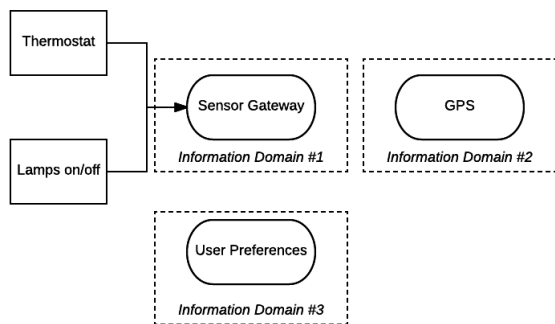 Thermostat
Sensor Gateway
GPS
Information Domain #1
Information Domain #2
Lamps on/off
User Preferences
Information Domain #3